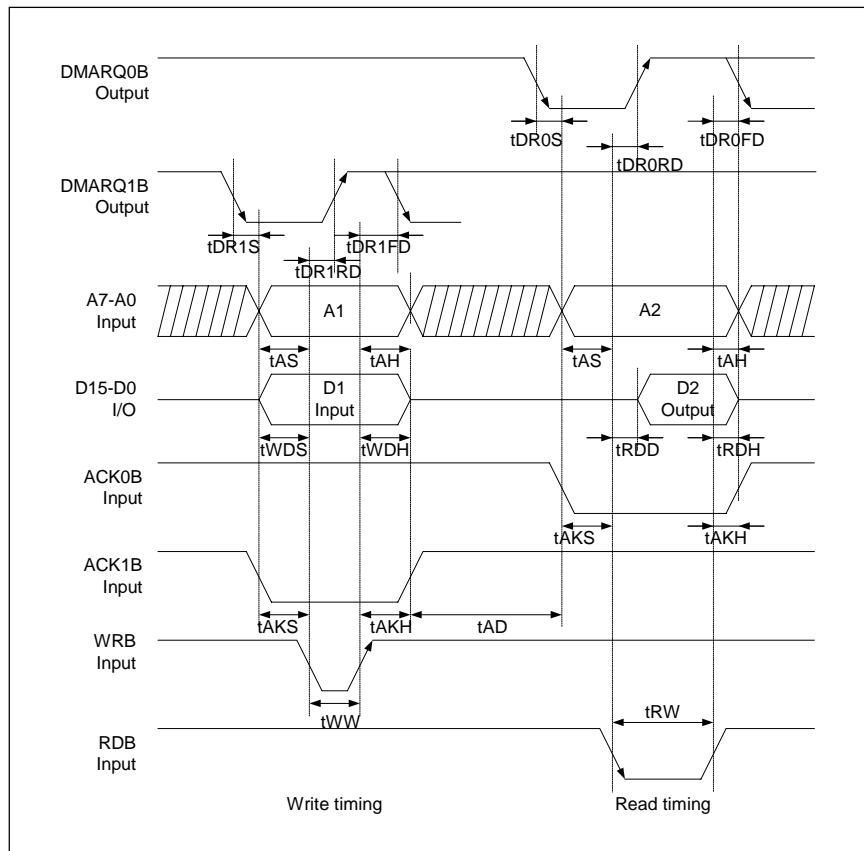 DMARQ0B
Output
tDR0S
tDR0FD
tDR0RD
DMARQ1B
Output
tDR1S
tDR1FD
tDR1RD
A7-A0
Input
A1
A2
tAS
tAH
tAS
tAH
D15-D0
I/O
D1
Input
D2
Output
tWDS
tWDH
tRDD
tRDH
ACK0B
Input
tAKS
tAKH
ACK1B
Input
tAKS
tAKH
tAD
WRB
Input
tWW
tRW
RDB
Input
Write timing
Read timing